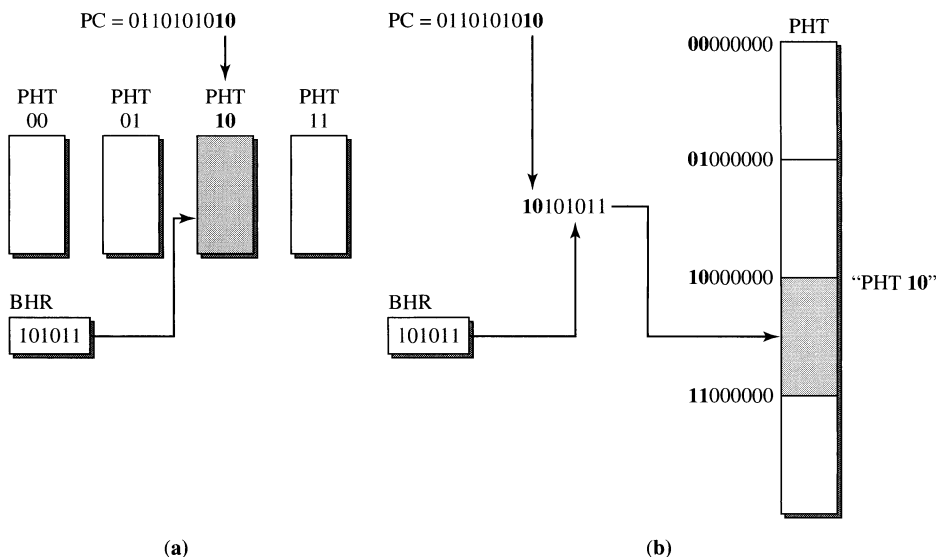 PC = 0110101010
PHT
00
PHT
01
PHT
10
PHT
11
BHR
101011
(a)
PC = 0110101010
10101011
BHR
101011
PHT
00000000
01000000
10000000
"PHT 10"
11000000
(b)